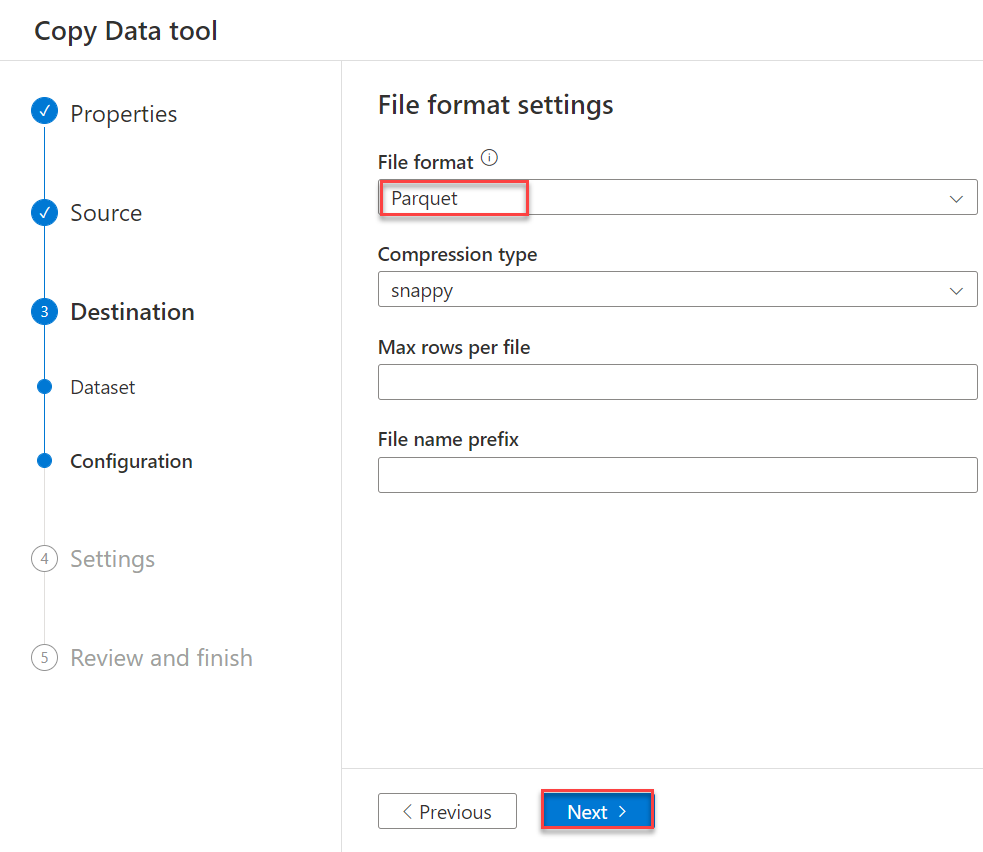 Copy Data tool
Properties
Source
3 Destination
Dataset
Configuration
4 Settings
5 Review and finish
File format settings
File format
Parquet
Compression type
snappy
Max rows per file
File name prefix
Previous
Next